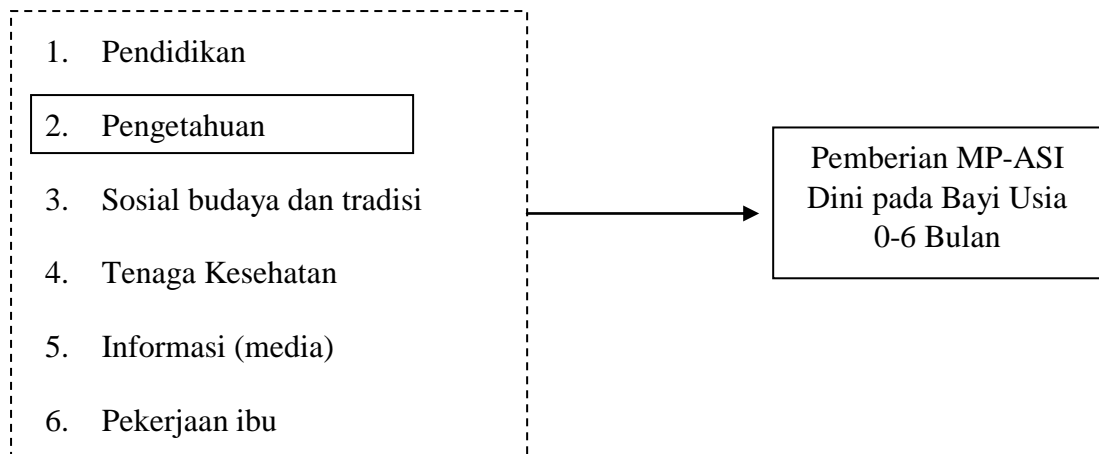 1. Pendidikan
2. Pengetahuan
3. Sosial budaya dan tradisi
4. Tenaga Kesehatan
5. Informasi (media)
6. Pekerjaan ibu
Pemberian MP-ASI
Dini pada Bayi Usia
0-6 Bulan